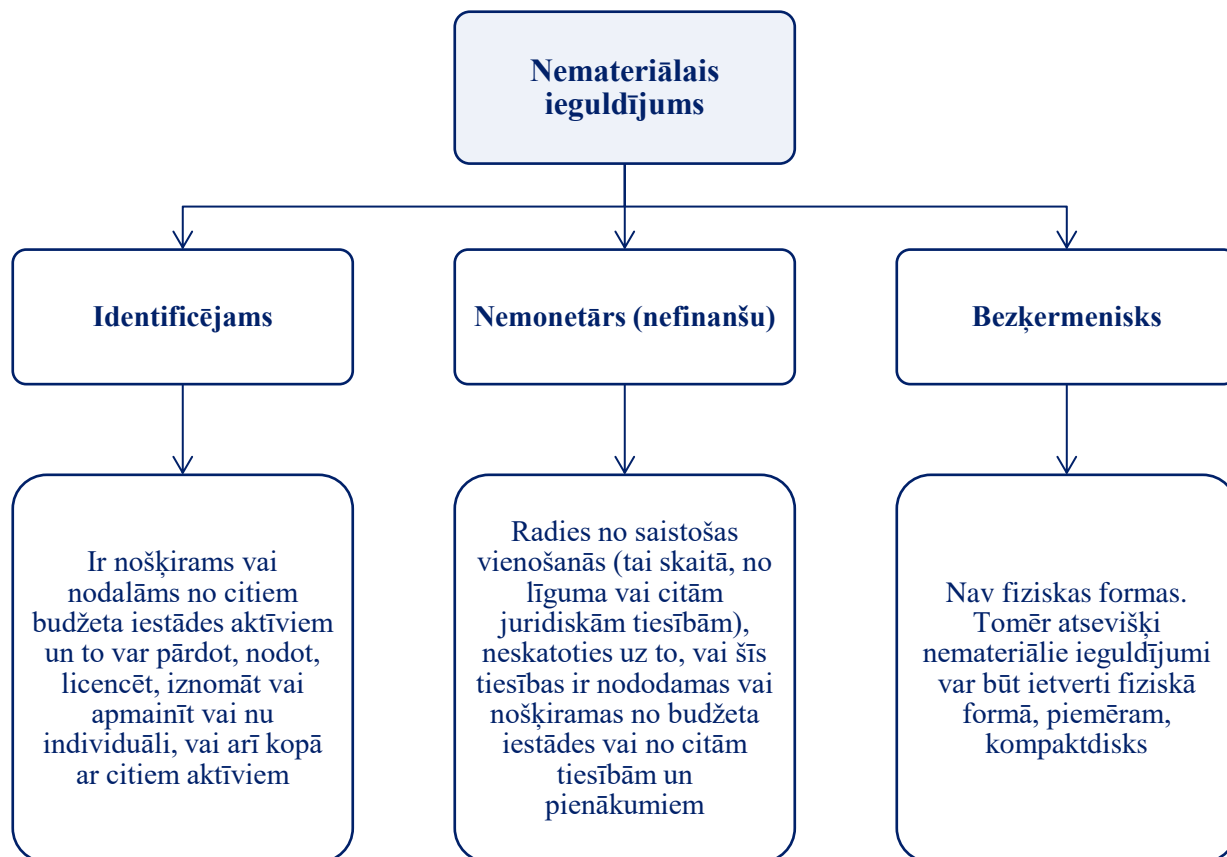 Nemateriālais
ieguldījums
Identificējams
Nemonetārs (nefinanšu)
Bezķermenisks
Ir nošķirams vai
nodalāms no citiem
budžeta iestādes aktīviem
un to var pārdot, nodot,
licencēt, iznomāt vai
apmainīt vai nu
individuāli, vai arī kopā
ar citiem aktīviem
Radies no saistošas
vienošanās (tai skaitā, no
līguma vai citām
juridiskām tiesībām),
neskatoties uz to, vai šīs
tiesības ir nododamas vai
nošķiramas no budžeta
iestādes vai no citām
tiesībām un
pienākumiem
Nav fiziskas formas.
Tomēr atsevišķi
nemateriālie ieguldījumi
var būt ietverti fiziskā
formā, piemēram,
kompaktdisks